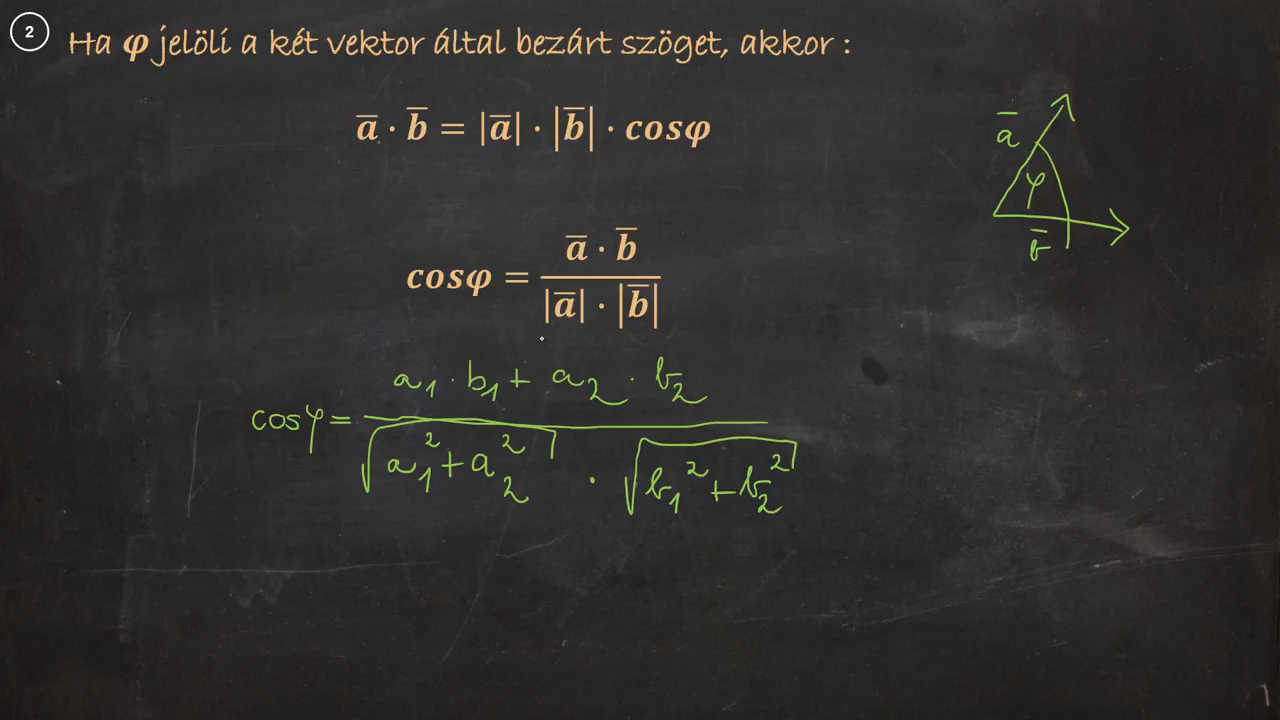 2 Ha φ jelöli a két vektor által bezárt szöget, akkor :
a̅ · b̅ = |a̅| · |b̅| · cosφ
a̅
φ
b̅
cosφ = a̅ · b̅ / |a̅| · |b̅|
cosφ = a₁ · b₁ + a₂ · b₂ / √(a₁² + a₂²) · √(b₁² + b₂²)